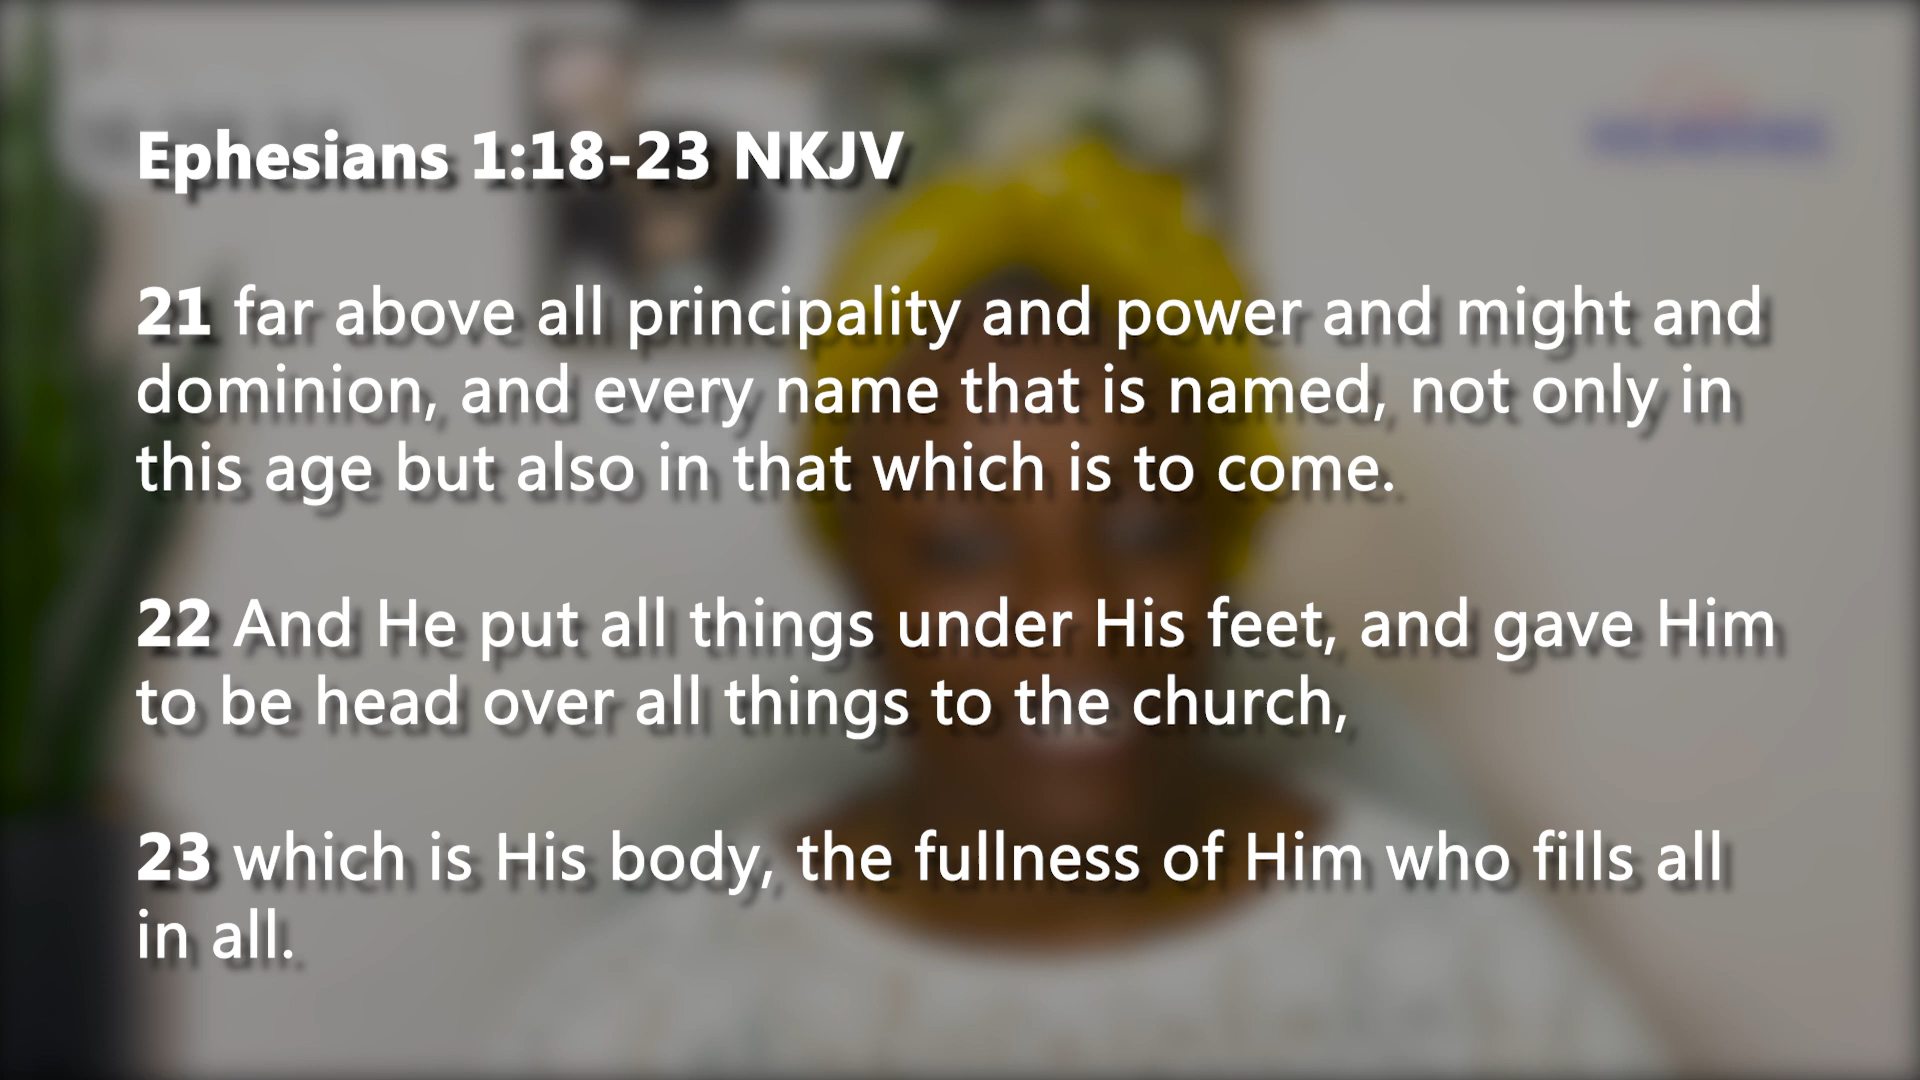 Ephesians 1:18-23 NKJV
21 far above all principality and power and might and
dominion, and every name that is named, not only in
this age but also in that which is to come.
22 And He put all things under His feet, and gave Him
to be head over all things to the church,
23 which is His body, the fullness of Him who fills all
in all.